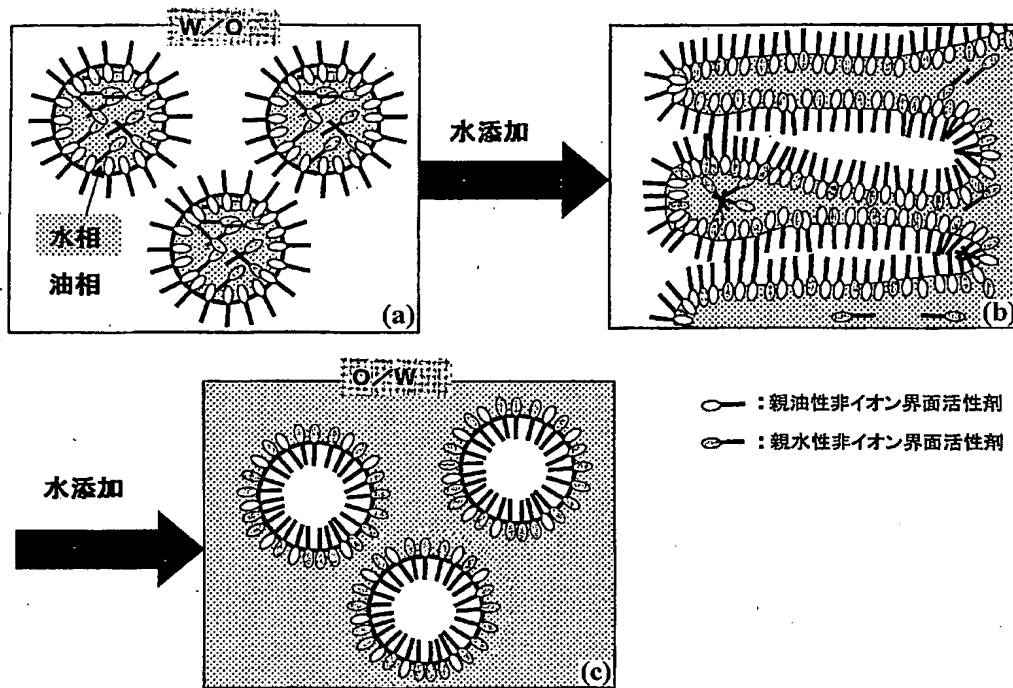 W/O
(b)
水添加
水相
油相
(a)
O/W
:親油性非イオン界面活性剤
:親水性非イオン界面活性剤
水添加
(c)